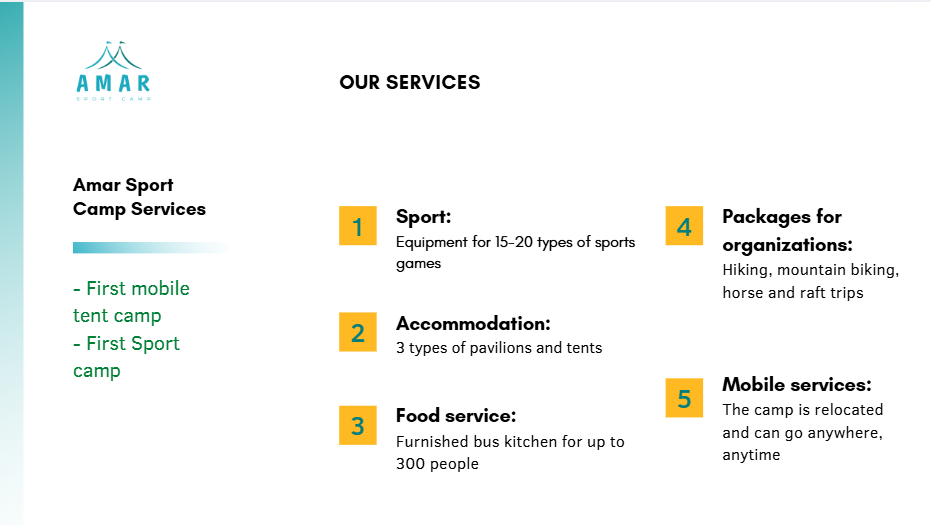 AMAR
SPORT CAMP
OUR SERVICES
Amar Sport
Camp Services
- First mobile
tent camp
- First Sport
camp
1
Sport:
Equipment for 15-20 types of sports
games
2
Accommodation:
3 types of pavilions and tents
3
Food service:
Furnished bus kitchen for up to
300 people
4
Packages for
organizations:
Hiking, mountain biking,
horse and raft trips
5
Mobile services:
The camp is relocated
and can go anywhere,
anytime